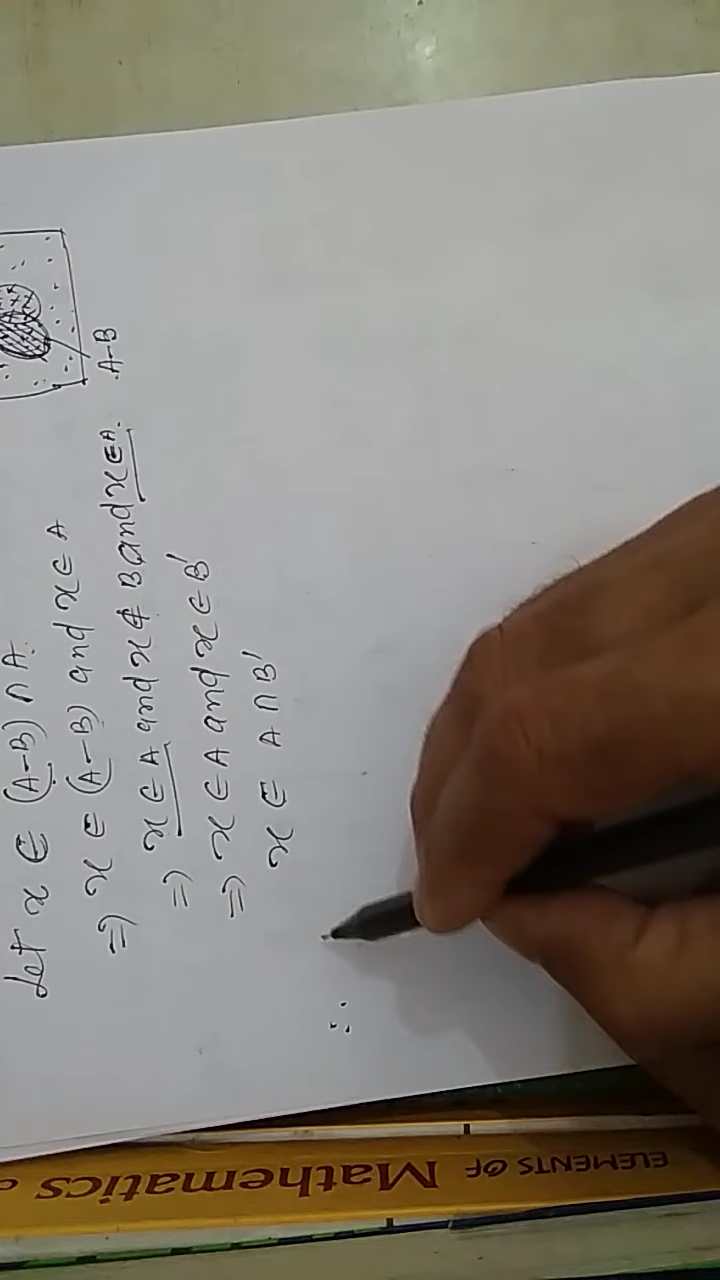 Let x ∈ (A-B) ∩ A.
⇒ x ∈ (A-B) and x ∈ A
⇒ x ∈ A and x ∉ B and x ∈ A.
⇒ x ∈ A and x ∈ B'
x ∈ A ∩ B'
∴
A-B
ELEMENTS OF Mathematics